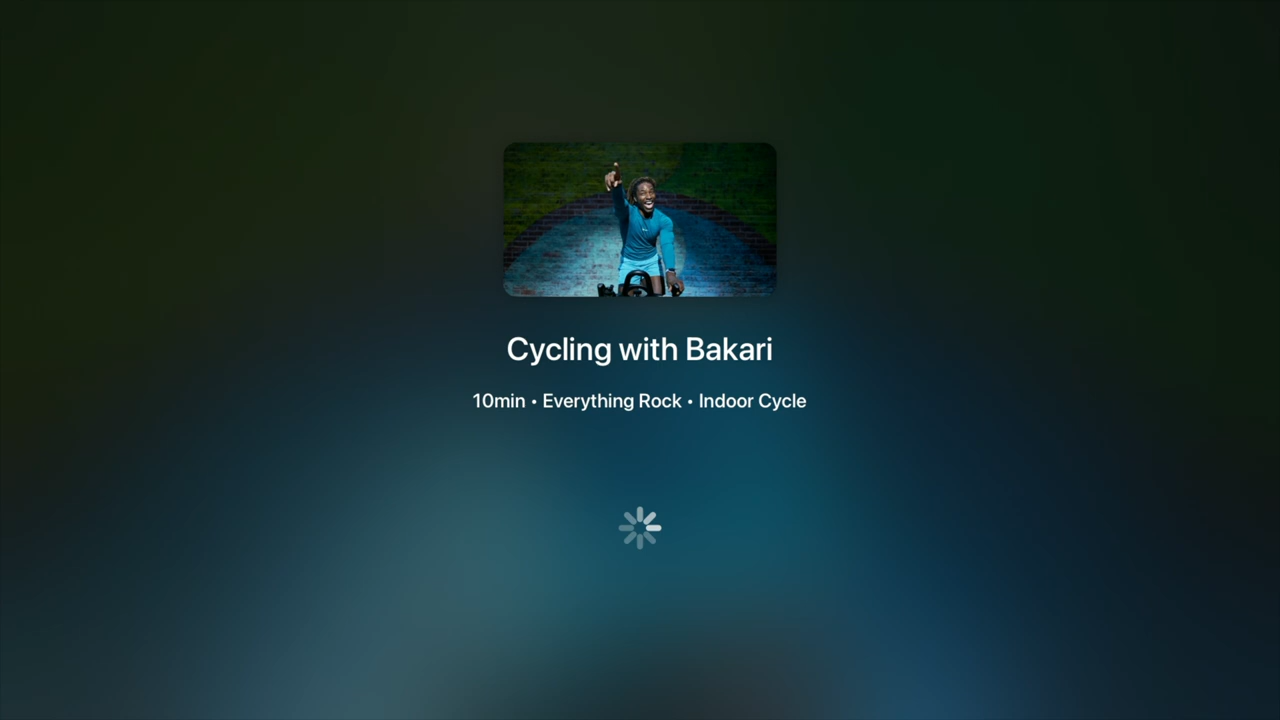 Cycling with Bakari
10min • Everything Rock • Indoor Cycle